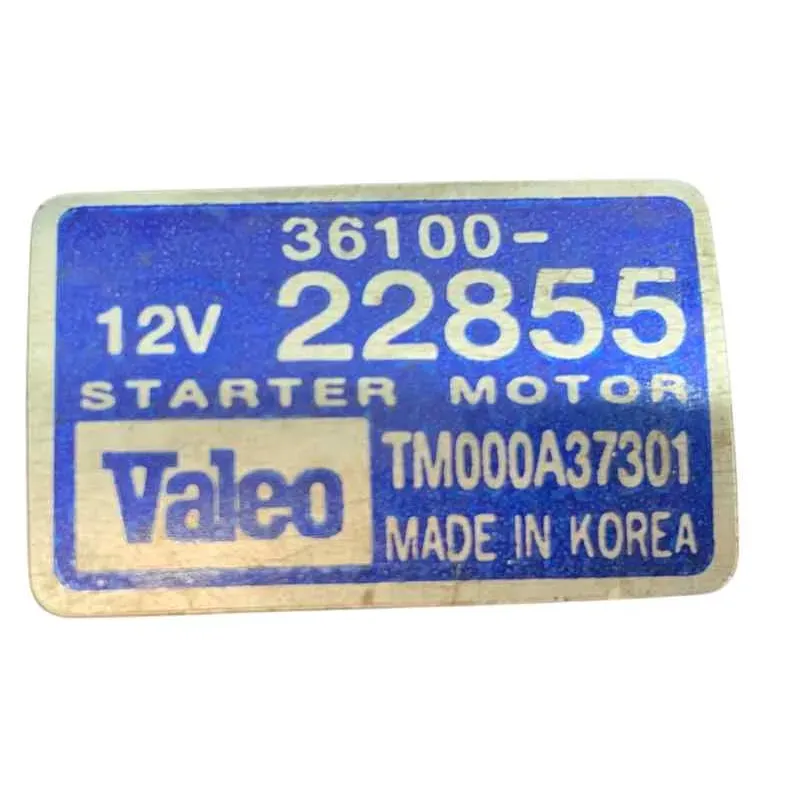 36100-
12V 22855
STARTER MOTOR
Valeo TM000A37301
MADE IN KOREA